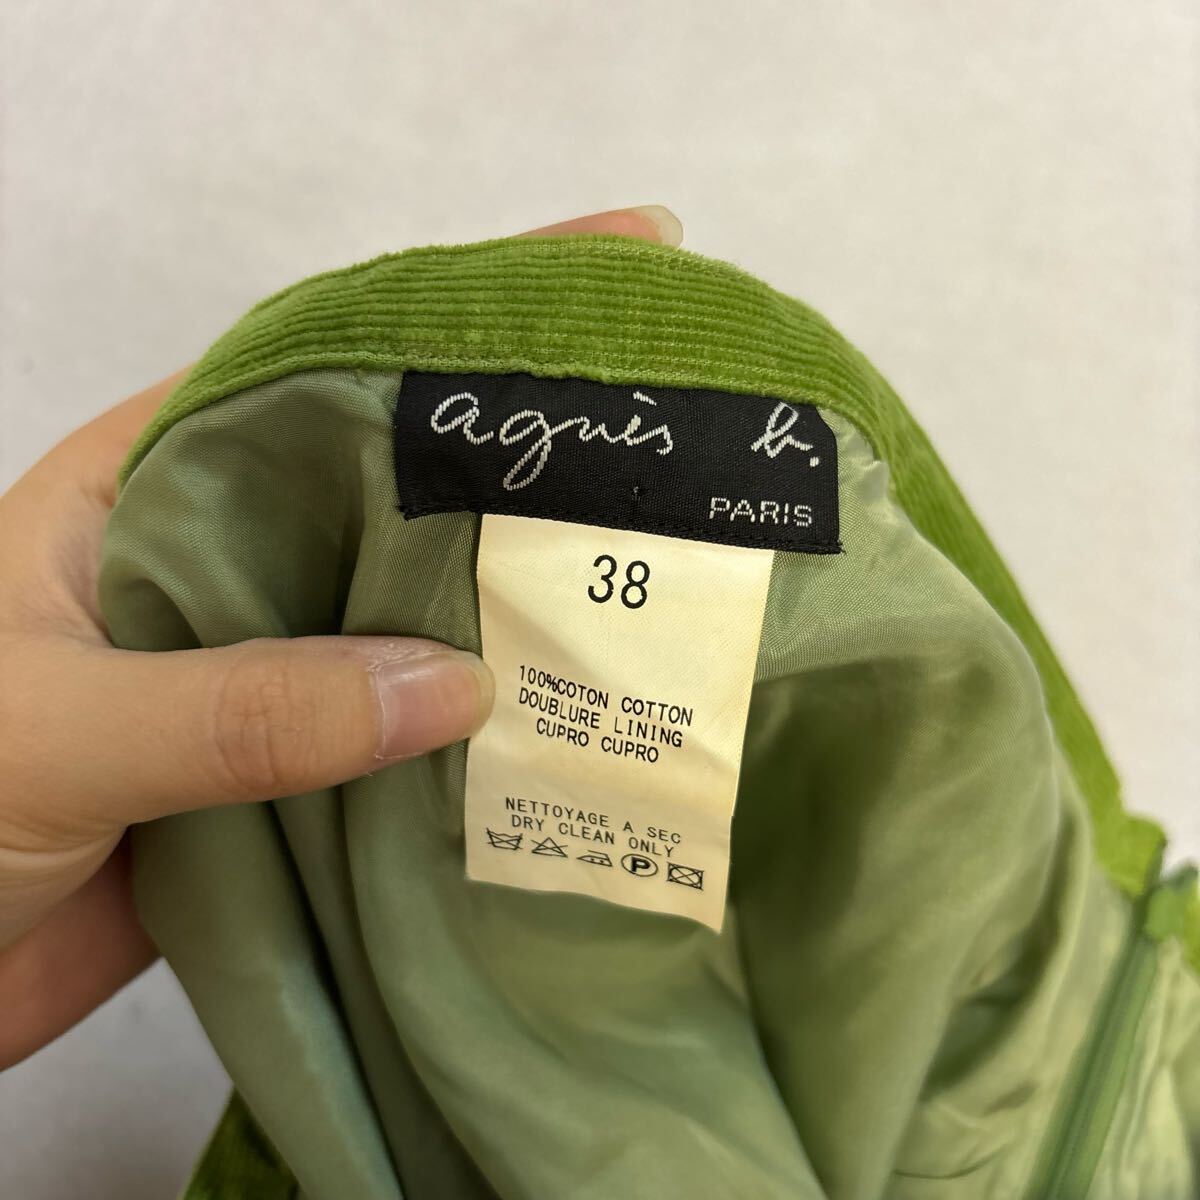 agnès b.
PARIS
38
100%COTON COTTON
DOUBLURE LINING
CUPRO CUPRO
NETTOYAGE A SEC
DRY CLEAN ONLY
P